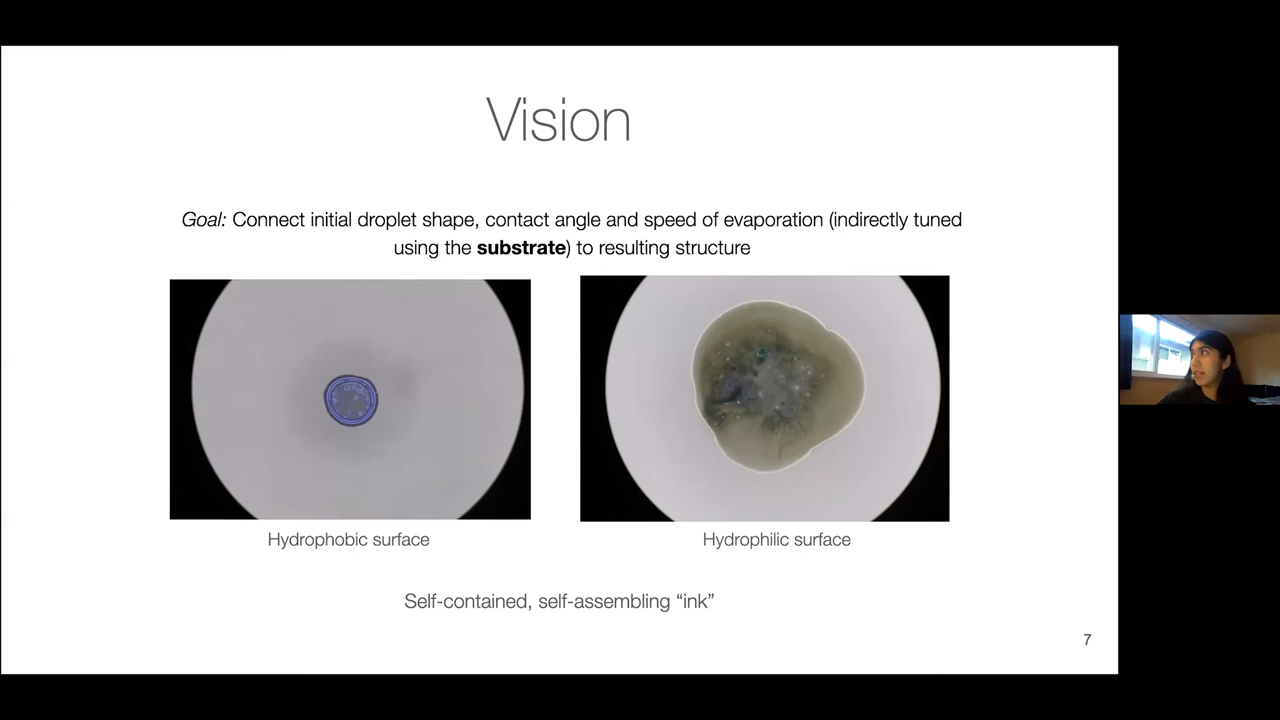 Vision
Goal: Connect initial droplet shape, contact angle and speed of evaporation (indirectly tuned
using the substrate) to resulting structure
Hydrophobic surface
Hydrophilic surface
Self-contained, self-assembling “ink”
7